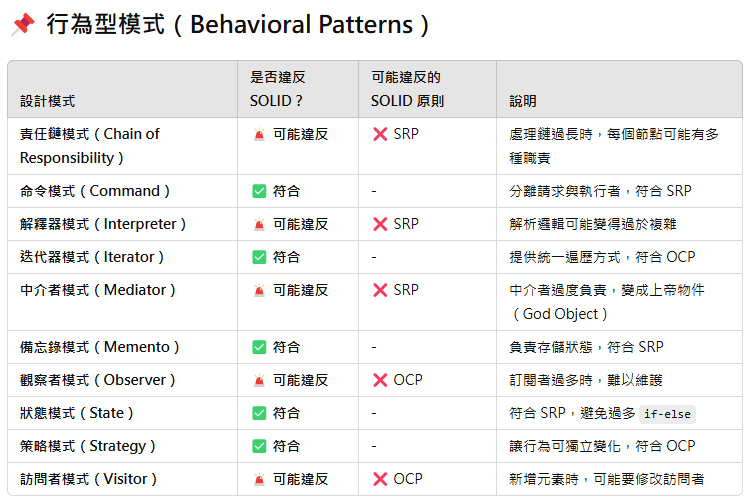 📌 行為型模式（Behavioral Patterns）
設計模式
是否違反
SOLID？
可能違反的
SOLID 原則
說明
責任鏈模式（Chain of
Responsibility）
🚨 可能違反
❌ SRP
處理鏈過長時，每個節點可能有多
種職責
命令模式（Command）
✅ 符合
-
分離請求與執行者，符合 SRP
解釋器模式（Interpreter）
🚨 可能違反
❌ SRP
解析邏輯可能變得過於複雜
迭代器模式（Iterator）
✅ 符合
-
提供統一遍歷方式，符合 OCP
中介者模式（Mediator）
🚨 可能違反
❌ SRP
中介者過度負責，變成上帝物件
（God Object）
備忘錄模式（Memento）
✅ 符合
-
負責存儲狀態，符合 SRP
觀察者模式（Observer）
🚨 可能違反
❌ OCP
訂閱者過多時，難以維護
狀態模式（State）
✅ 符合
-
符合 SRP，避免過多 if-else
策略模式（Strategy）
✅ 符合
-
讓行為可獨立變化，符合 OCP
訪問者模式（Visitor）
🚨 可能違反
❌ OCP
新增元素時，可能要修改訪問者